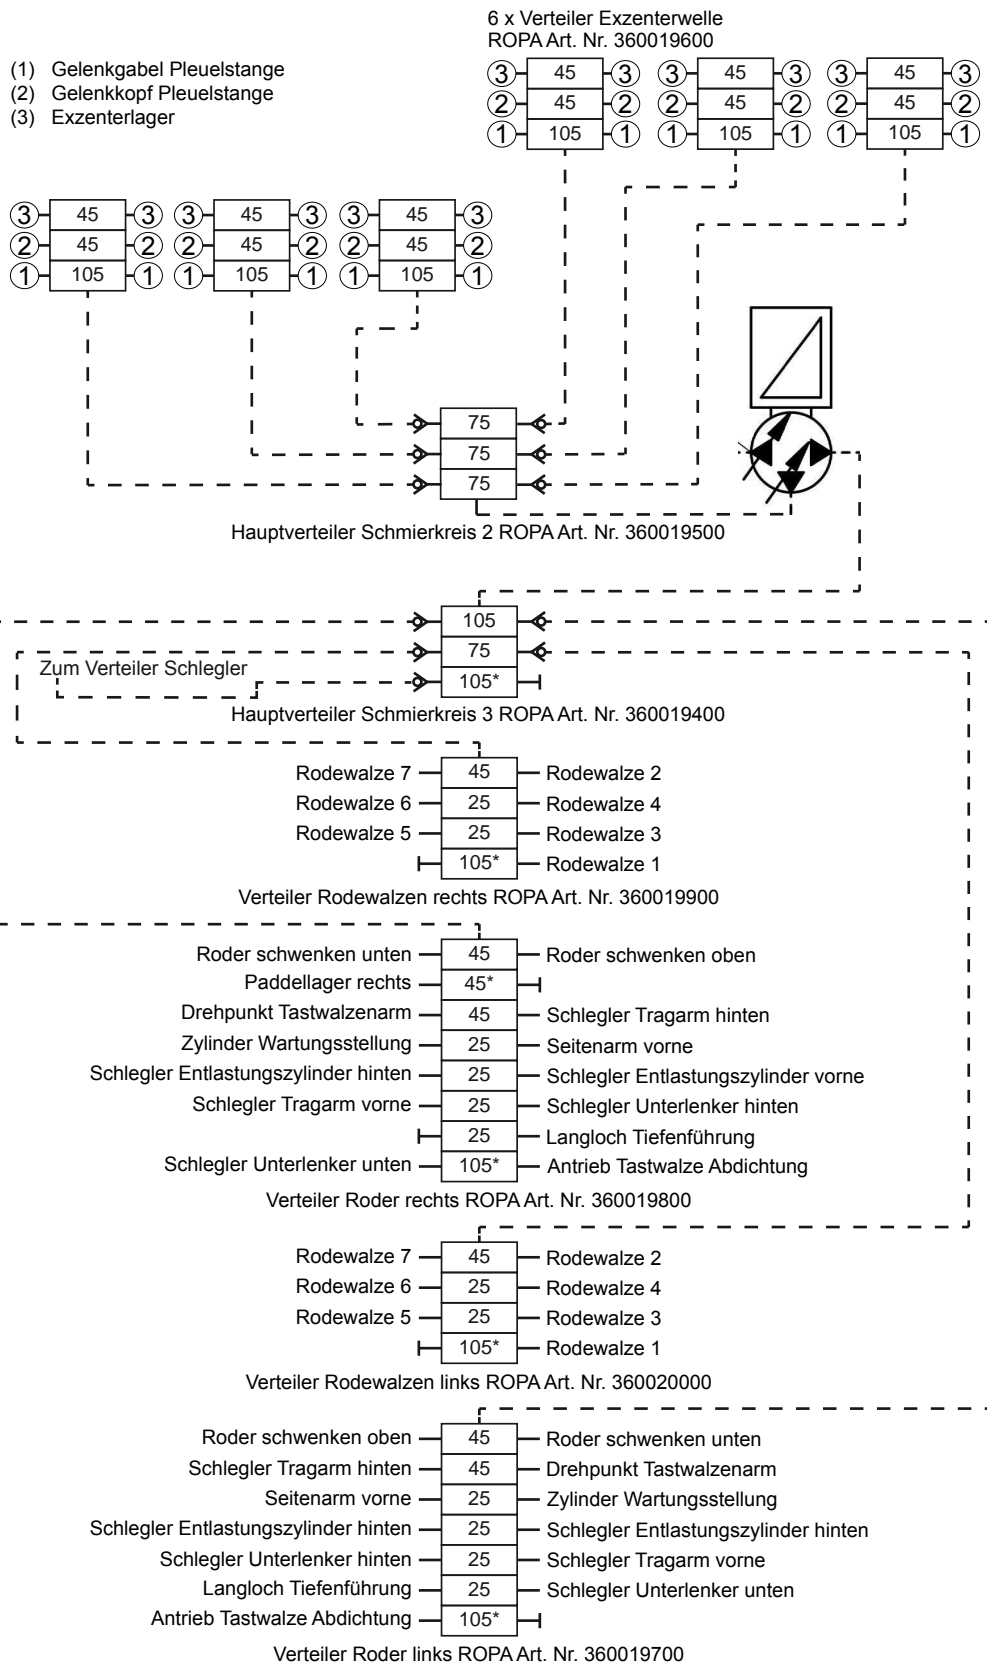 6 x Verteiler Exzenterwelle
ROPA Art. Nr. 360019600
(1) Gelenkgabel Pleuelstange
(2) Gelenkkopf Pleuelstange
(3) Exzenterlager
3 45 3 3 45 3 3 45 3
2 45 2 2 45 2 2 45 2
1 105 1 1 105 1 1 105 1
3 45 3 3 45 3 3 45 3
2 45 2 2 45 2 2 45 2
1 105 1 1 105 1 1 105 1
75
75
75
Hauptverteiler Schmierkreis 2 ROPA Art. Nr. 360019500
105
75
Zum Verteiler Schlegler
105*
Hauptverteiler Schmierkreis 3 ROPA Art. Nr. 360019400
Rodewalze 7 45 Rodewalze 2
Rodewalze 6 25 Rodewalze 4
Rodewalze 5 25 Rodewalze 3
105* Rodewalze 1
Verteiler Rodewalzen rechts ROPA Art. Nr. 360019900
Roder schwenken unten 45 Roder schwenken oben
Paddellager rechts 45*
Drehpunkt Tastwalzenarm 45 Schlegler Tragarm hinten
Zylinder Wartungsstellung 25 Seitenarm vorne
Schlegler Entlastungszylinder hinten 25 Schlegler Entlastungszylinder vorne
Schlegler Tragarm vorne 25 Schlegler Unterlenker hinten
25 Langloch Tiefenführung
Schlegler Unterlenker unten 105* Antrieb Tastwalze Abdichtung
Verteiler Roder rechts ROPA Art. Nr. 360019800
Rodewalze 7 45 Rodewalze 2
Rodewalze 6 25 Rodewalze 4
Rodewalze 5 25 Rodewalze 3
105* Rodewalze 1
Verteiler Rodewalzen links ROPA Art. Nr. 360020000
Roder schwenken oben 45 Roder schwenken unten
Schlegler Tragarm hinten 45 Drehpunkt Tastwalzenarm
Seitenarm vorne 25 Zylinder Wartungsstellung
Schlegler Entlastungszylinder hinten 25 Schlegler Entlastungszylinder hinten
Schlegler Unterlenker hinten 25 Schlegler Tragarm vorne
Langloch Tiefenführung 25 Schlegler Unterlenker unten
Antrieb Tastwalze Abdichtung 105*
Verteiler Roder links ROPA Art. Nr. 360019700